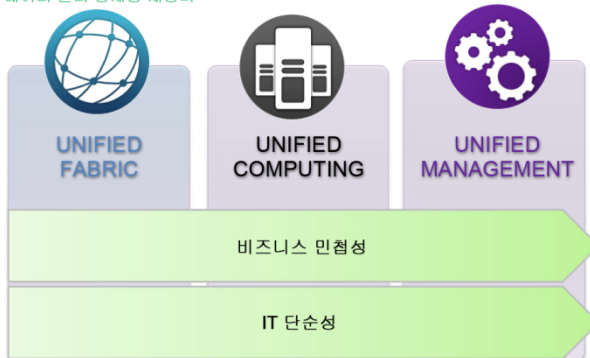 UNIFIED
FABRIC
UNIFIED
COMPUTING
UNIFIED
MANAGEMENT
비즈니스 민첩성
IT 단순성